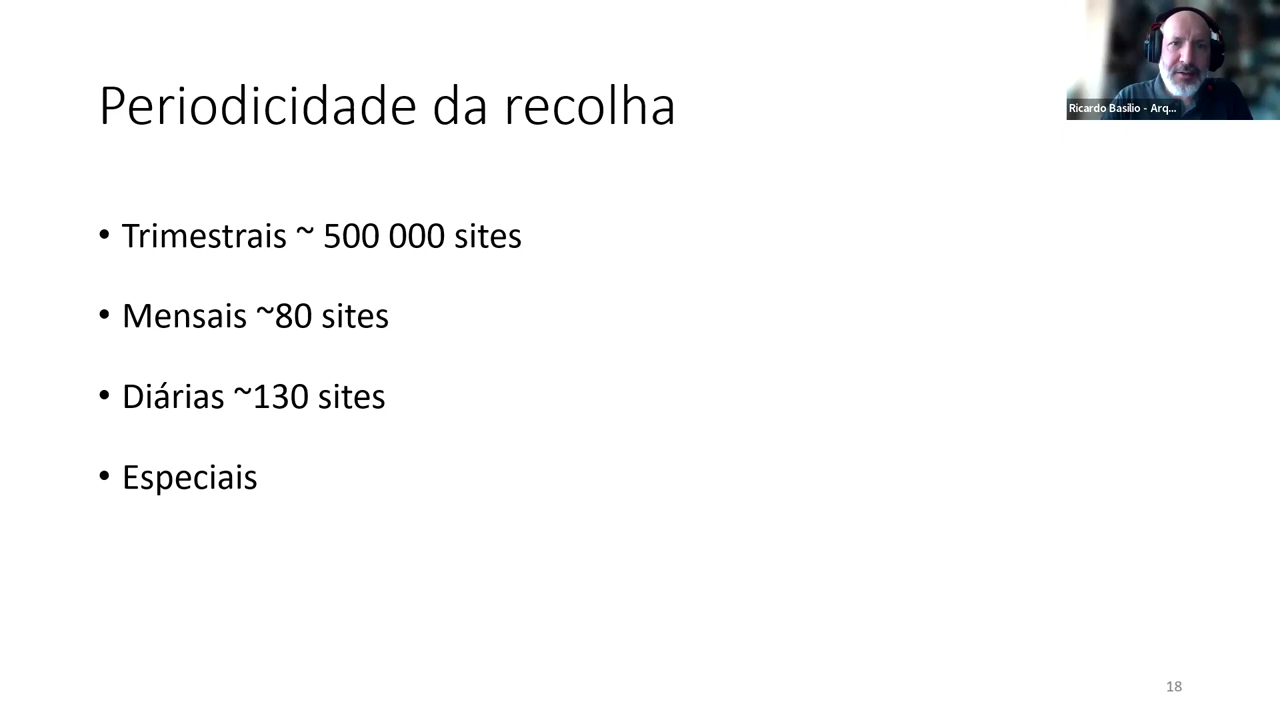 Periodicidade da recolha
Ricardo Basílio - Arq...
• Trimestrais ~ 500 000 sites
• Mensais ~80 sites
• Diárias ~130 sites
• Especiais
18